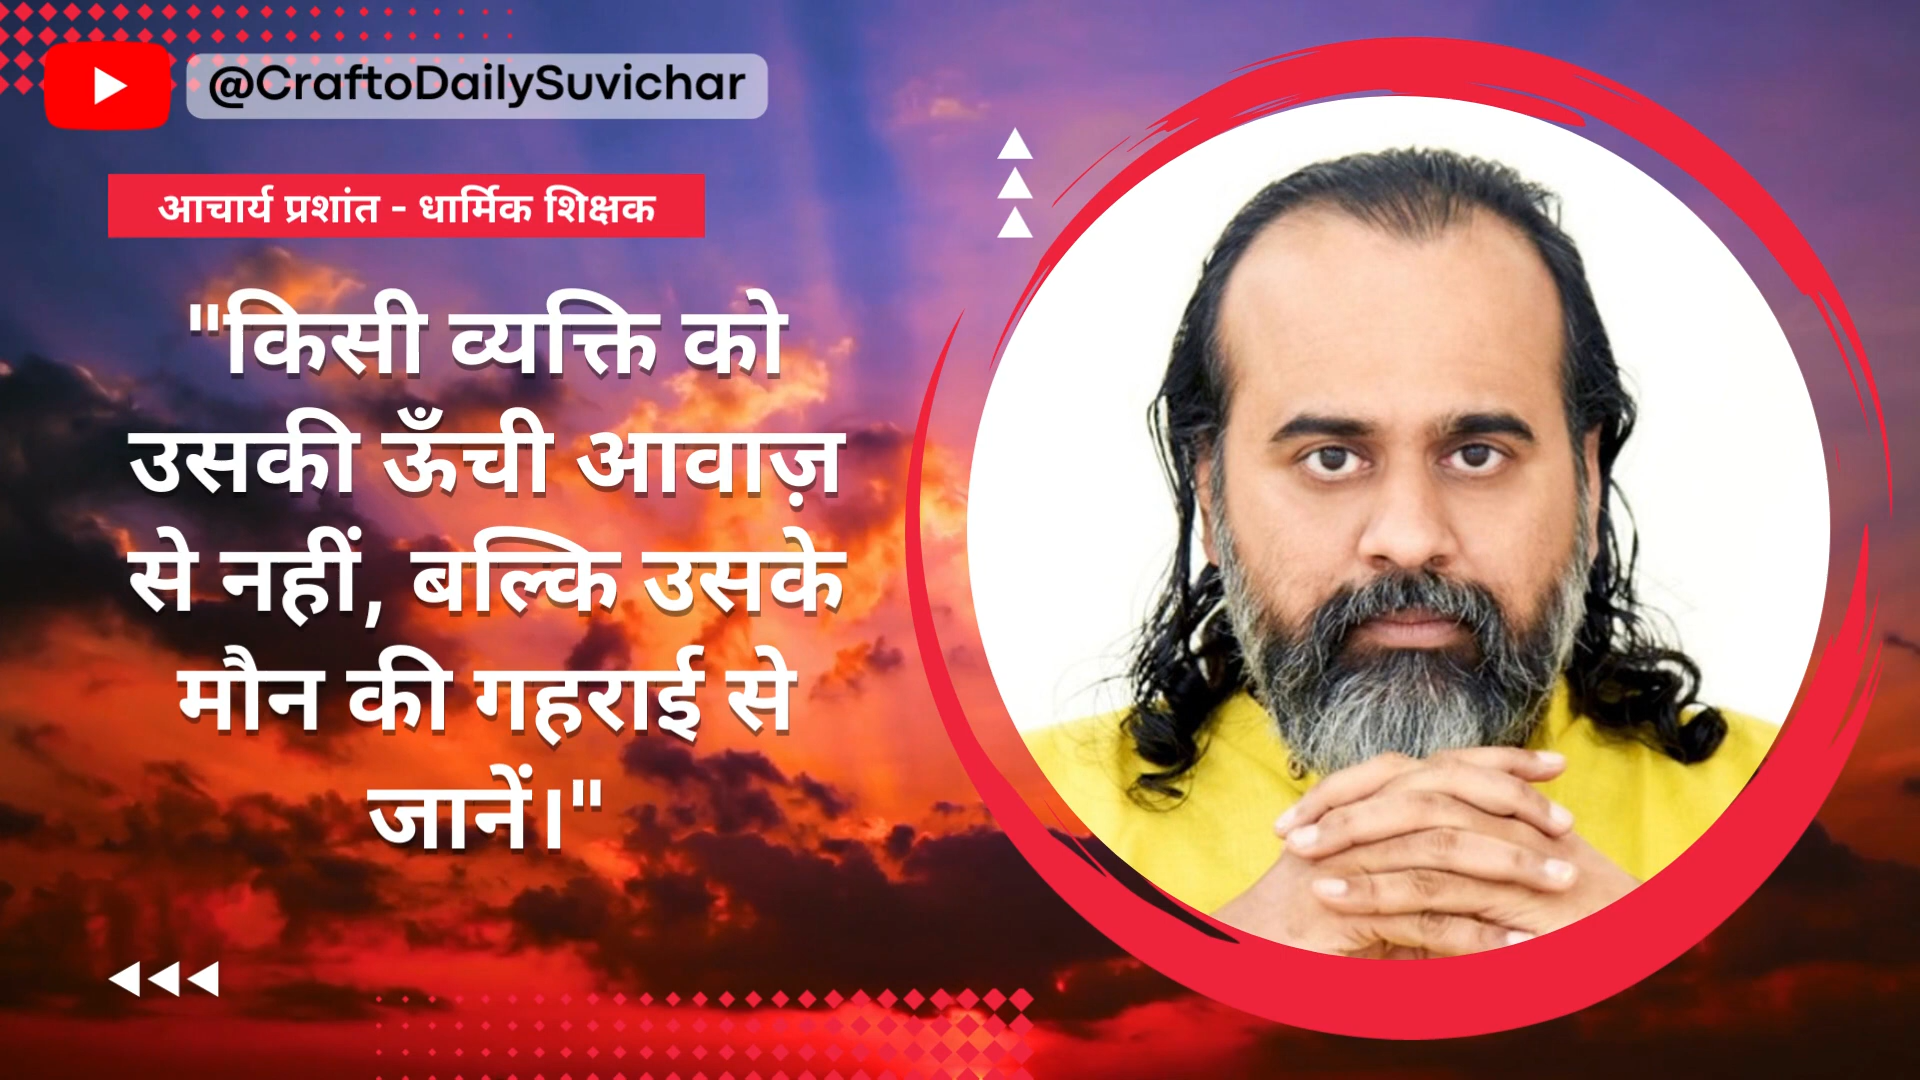 @CraftoDailySuvichar
आचार्य प्रशांत - धार्मिक शिक्षक
"किसी व्यक्ति को
उसकी ऊँची आवाज़
से नहीं, बल्कि उसके
मौन की गहराई से
जानें।"